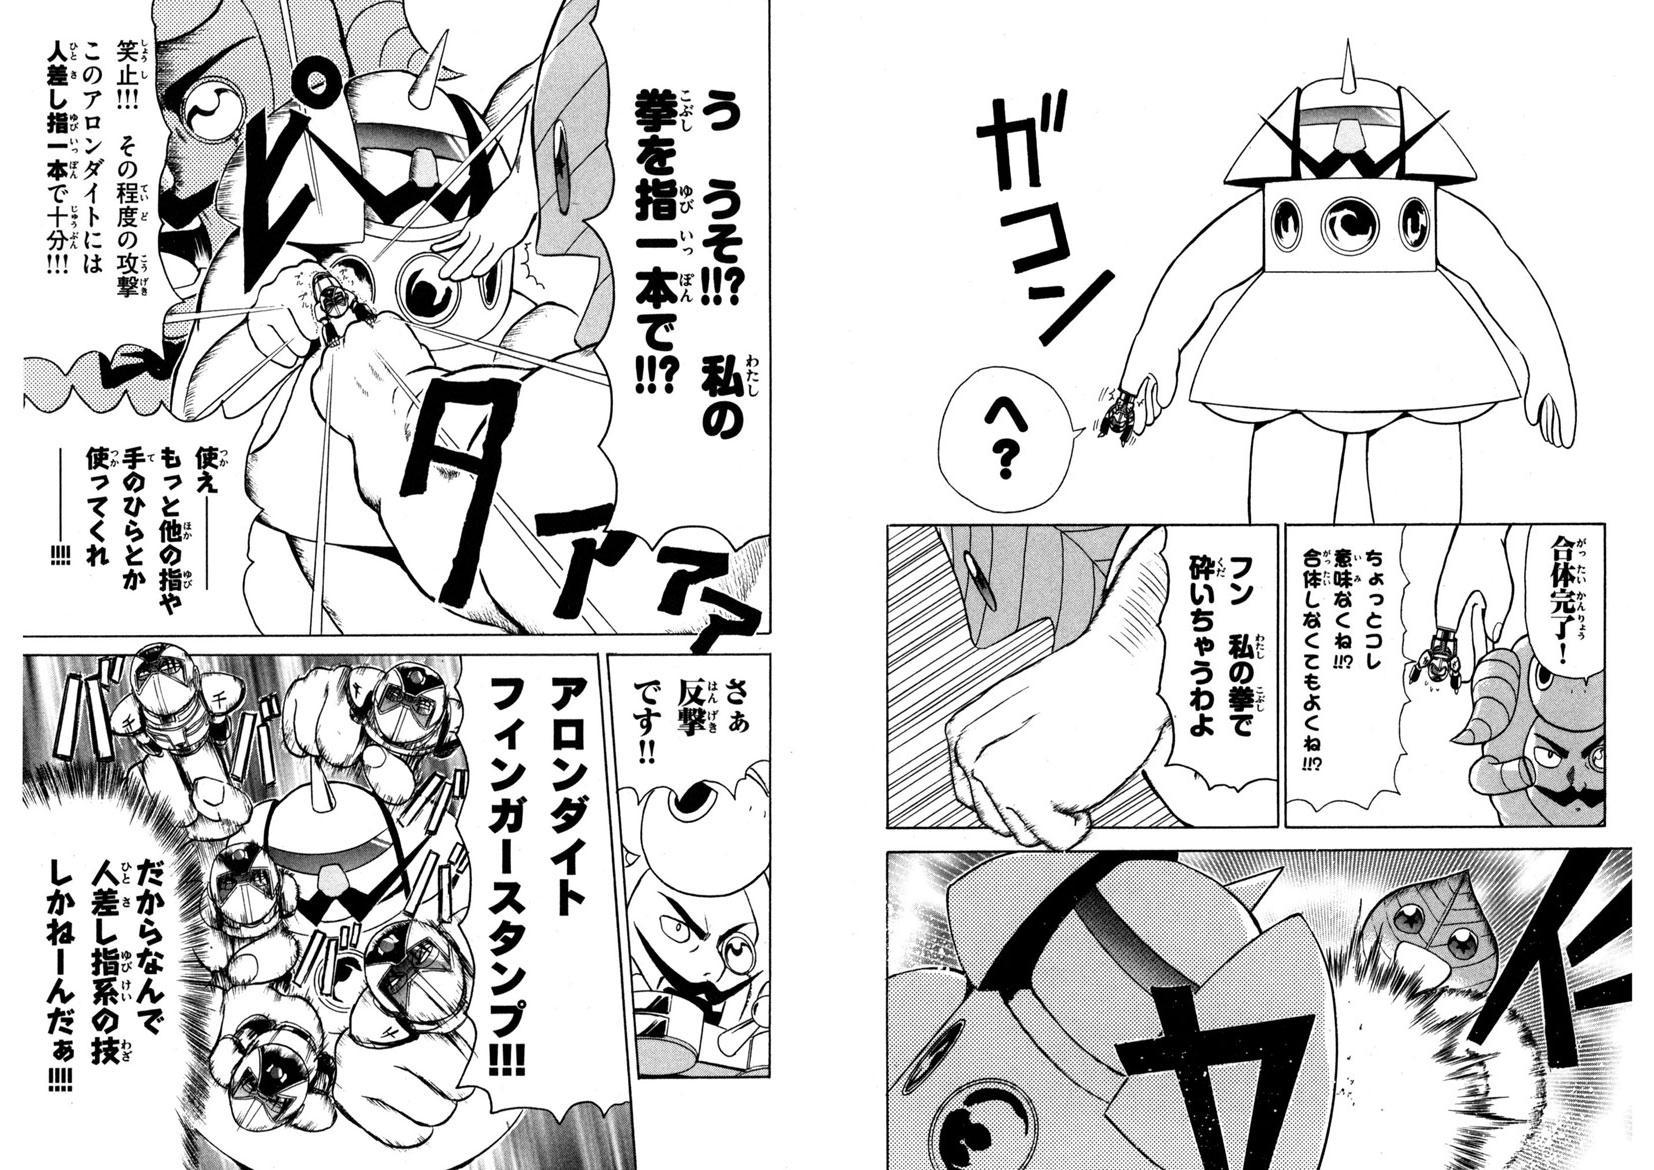 ガコン
へ?
合体完了!
ちょっとコレ
意味なくね!!?
合体しなくてもよくね!!?
フン 私の拳で
砕いちゃうわよ
カ
う うそ!!? 私の
拳を指一本で!!?
ピタァァァ
笑止!!! その程度の攻撃
このアロンダイトには
人差し指一本で十分!!!
使え――
もっと他の指や
手のひらとか
使ってくれ
――!!!!
さぁ
反撃
です!!
アロンダイト
フィンガースタンプ!!!
だからなんで
人差し指系の技
しかねーんだぁ!!!!